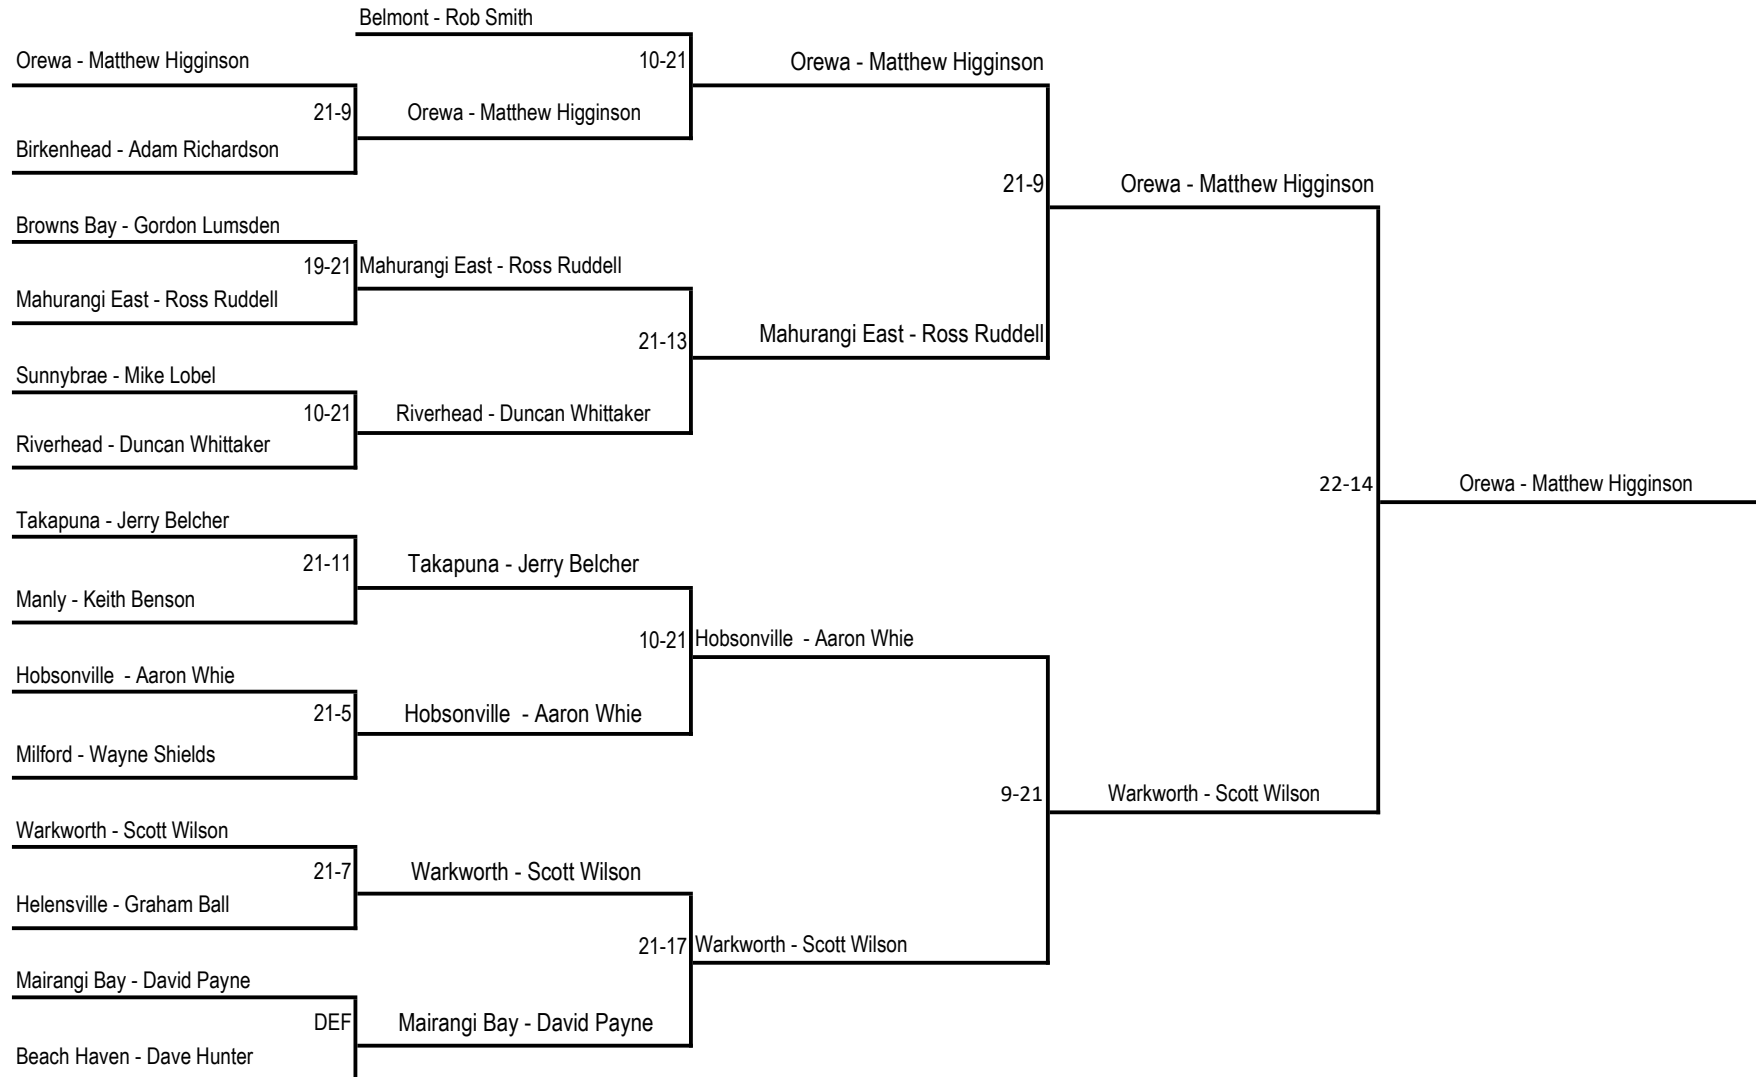 Belmont - Rob Smith
Orewa - Matthew Higginson
10-21
Orewa - Matthew Higginson
21-9
Orewa - Matthew Higginson
Birkenhead - Adam Richardson
21-9
Orewa - Matthew Higginson
Browns Bay - Gordon Lumsden
19-21
Mahurangi East - Ross Ruddell
Mahurangi East - Ross Ruddell
21-13
Mahurangi East - Ross Ruddell
Sunnybrae - Mike Lobel
10-21
Riverhead - Duncan Whittaker
Riverhead - Duncan Whittaker
22-14
Orewa - Matthew Higginson
Takapuna - Jerry Belcher
21-11
Takapuna - Jerry Belcher
Manly - Keith Benson
10-21
Hobsonville  - Aaron Whie
Hobsonville  - Aaron Whie
21-5
Hobsonville  - Aaron Whie
Milford - Wayne Shields
9-21
Warkworth - Scott Wilson
Warkworth - Scott Wilson
21-7
Warkworth - Scott Wilson
Helensville - Graham Ball
21-17
Warkworth - Scott Wilson
Mairangi Bay - David Payne
DEF
Mairangi Bay - David Payne
Beach Haven - Dave Hunter